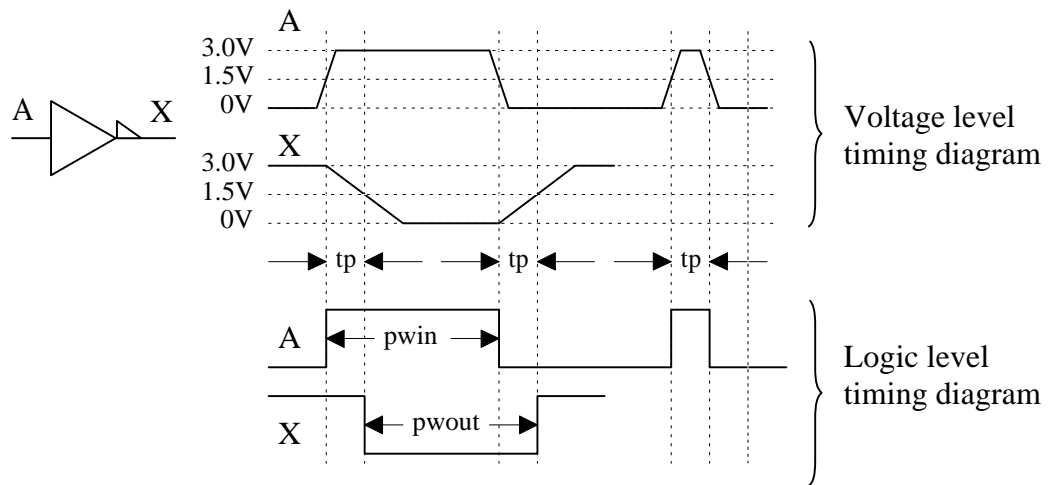 A
3.0V
1.5V
0V
A X
X
3.0V
1.5V
0V
Voltage level
timing diagram
tp tp tp
A
pwin
X
pwout
Logic level
timing diagram